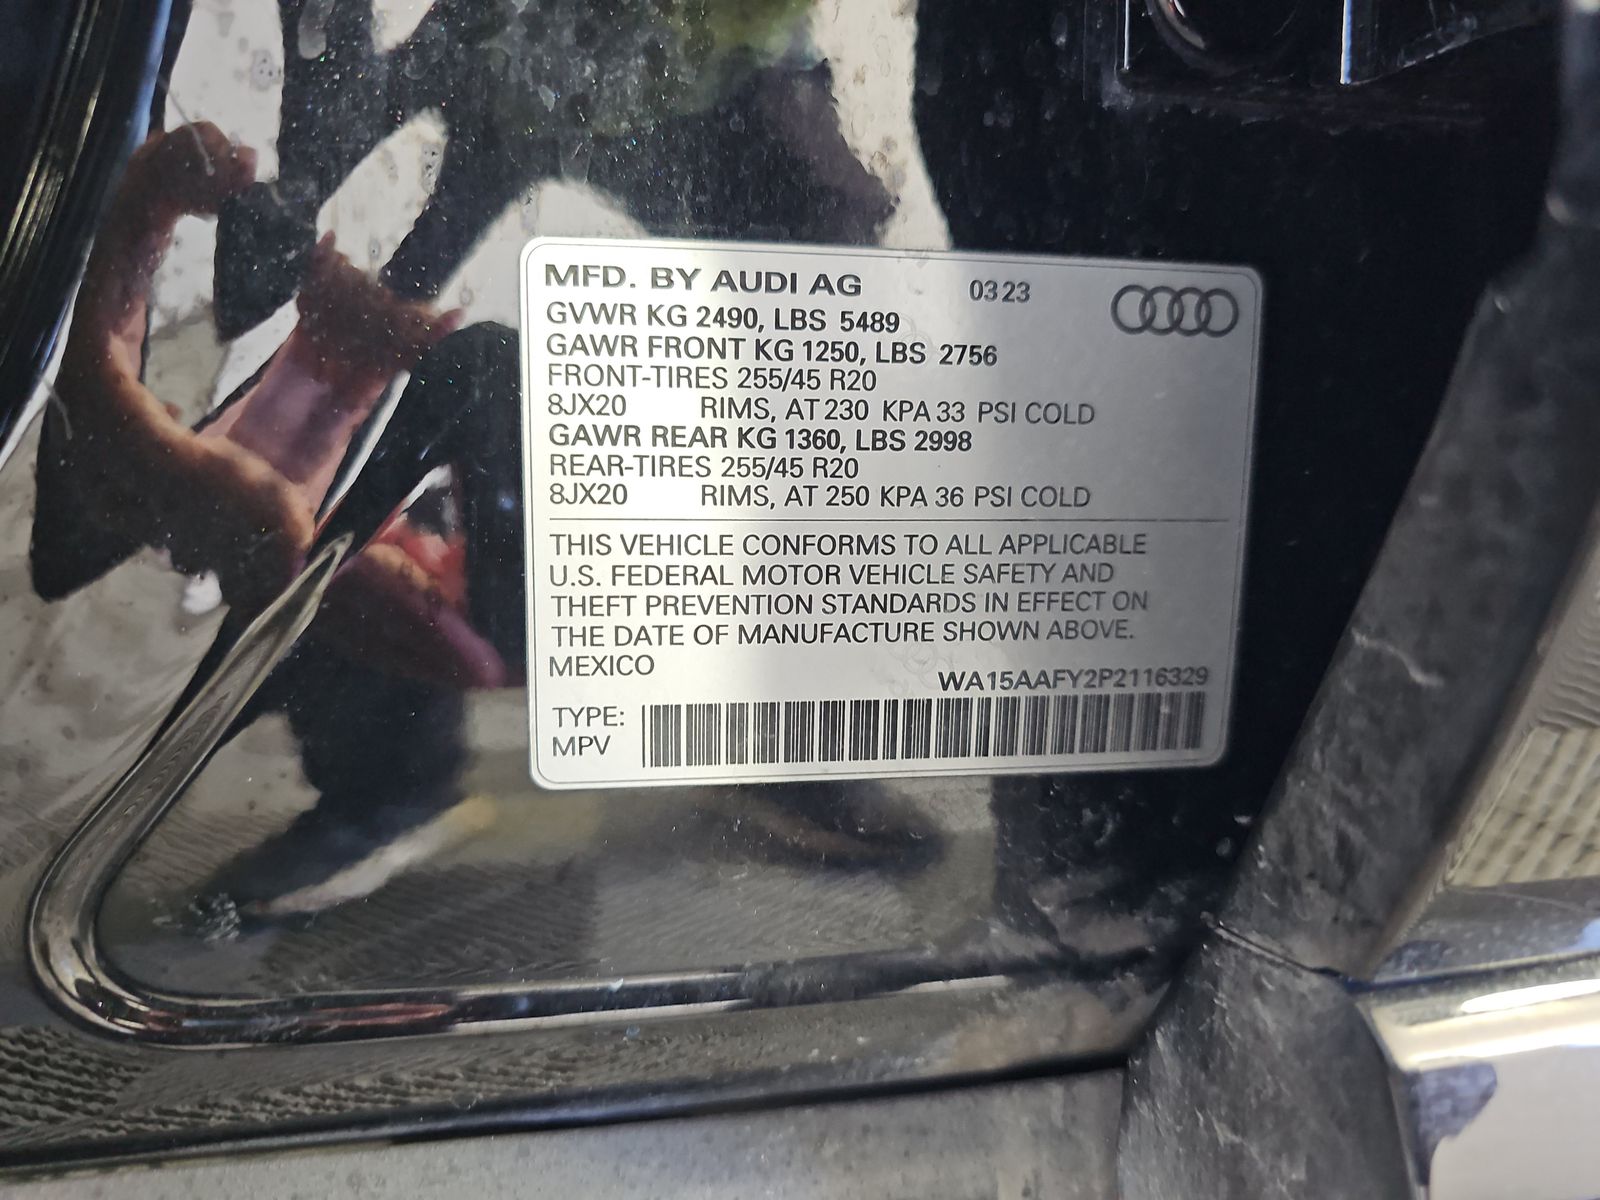 MFD. BY AUDI AG 0323
GVWR KG 2490, LBS 5489
GAWR FRONT KG 1250, LBS 2756
FRONT-TIRES 255/45 R20
8JX20 RIMS, AT 230 KPA 33 PSI COLD
GAWR REAR KG 1360, LBS 2998
REAR-TIRES 255/45 R20
8JX20 RIMS, AT 250 KPA 36 PSI COLD
THIS VEHICLE CONFORMS TO ALL APPLICABLE
U.S. FEDERAL MOTOR VEHICLE SAFETY AND
THEFT PREVENTION STANDARDS IN EFFECT ON
THE DATE OF MANUFACTURE SHOWN ABOVE.
MEXICO
WA15AAFY2P2116329
TYPE:
MPV